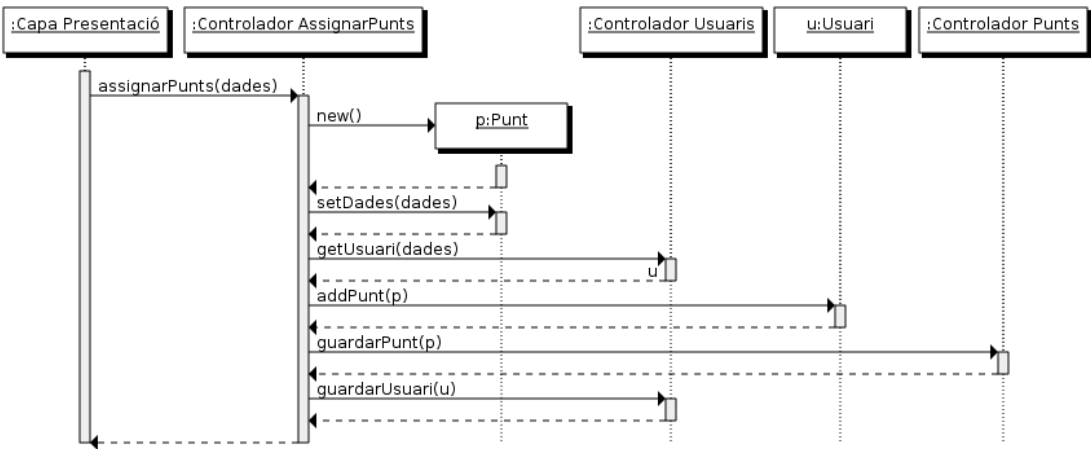 :Capa Presentació
:Controlador AssignarPunts
:Controlador Usuaris
u:Usuari
:Controlador Punts
assignarPunts(dades)
new()
p:Punt
setDades(dades)
getUsuari(dades)
u
addPunt(p)
guardarPunt(p)
guardarUsuari(u)